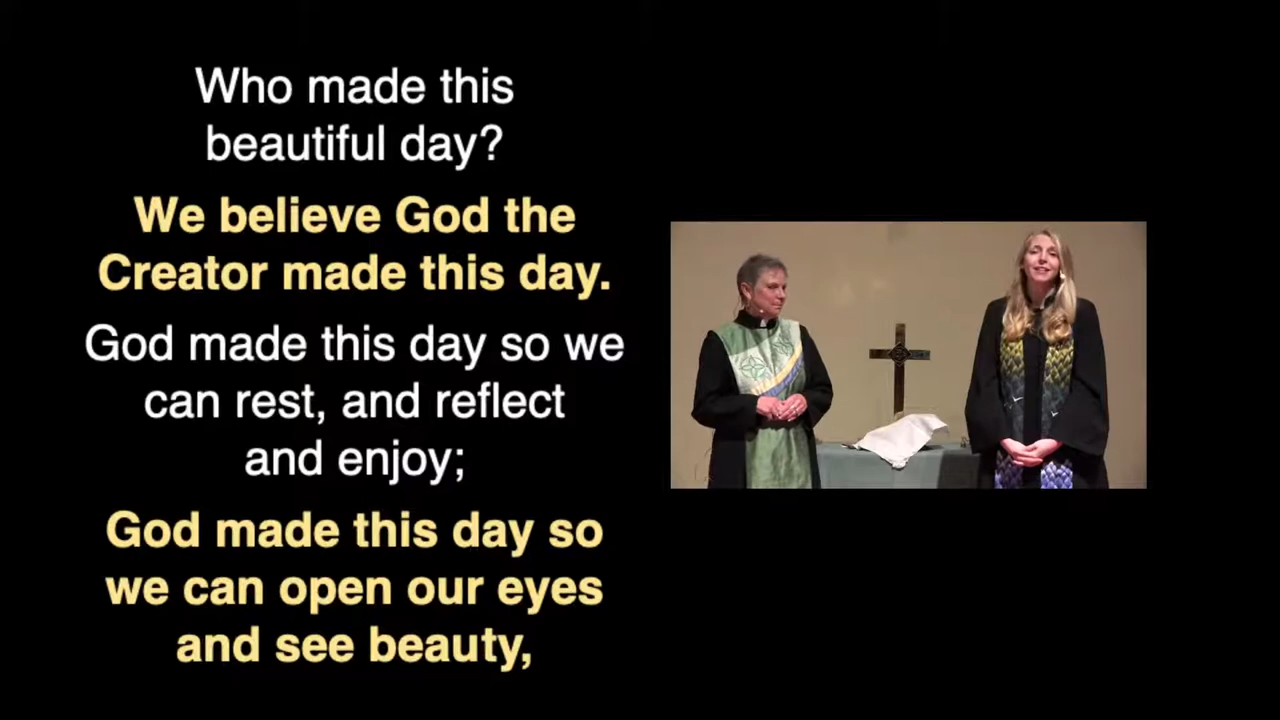 Who made this
beautiful day?
We believe God the
Creator made this day.
God made this day so we
can rest, and reflect
and enjoy;
God made this day so
we can open our eyes
and see beauty,